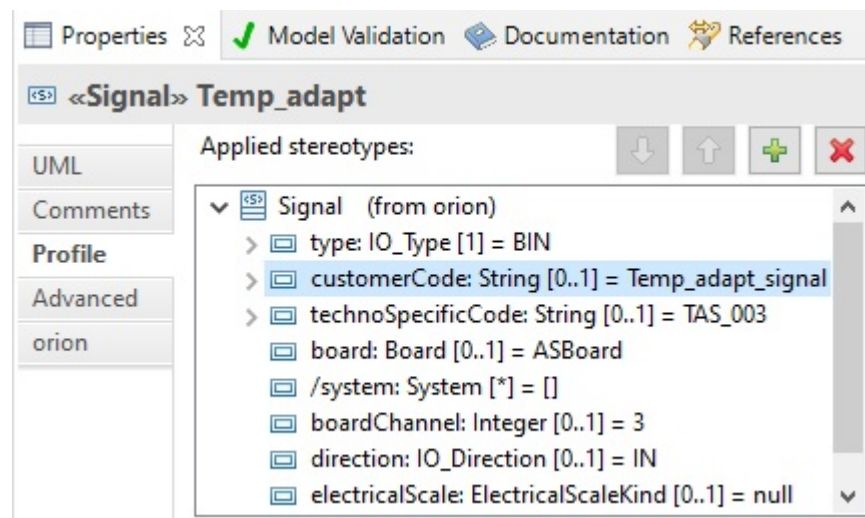 Properties Model Validation Documentation References
«Signal» Temp_adapt
Applied stereotypes:
UML
Comments
Profile
Advanced
orion
<S> Signal (from orion)
type: IO_Type [1] = BIN
customerCode: String [0..1] = Temp_adapt_signal
technoSpecificCode: String [0..1] = TAS_003
board: Board [0..1] = ASBoard
/system: System [*] = []
boardChannel: Integer [0..1] = 3
direction: IO_Direction [0..1] = IN
electricalScale: ElectricalScaleKind [0..1] = null